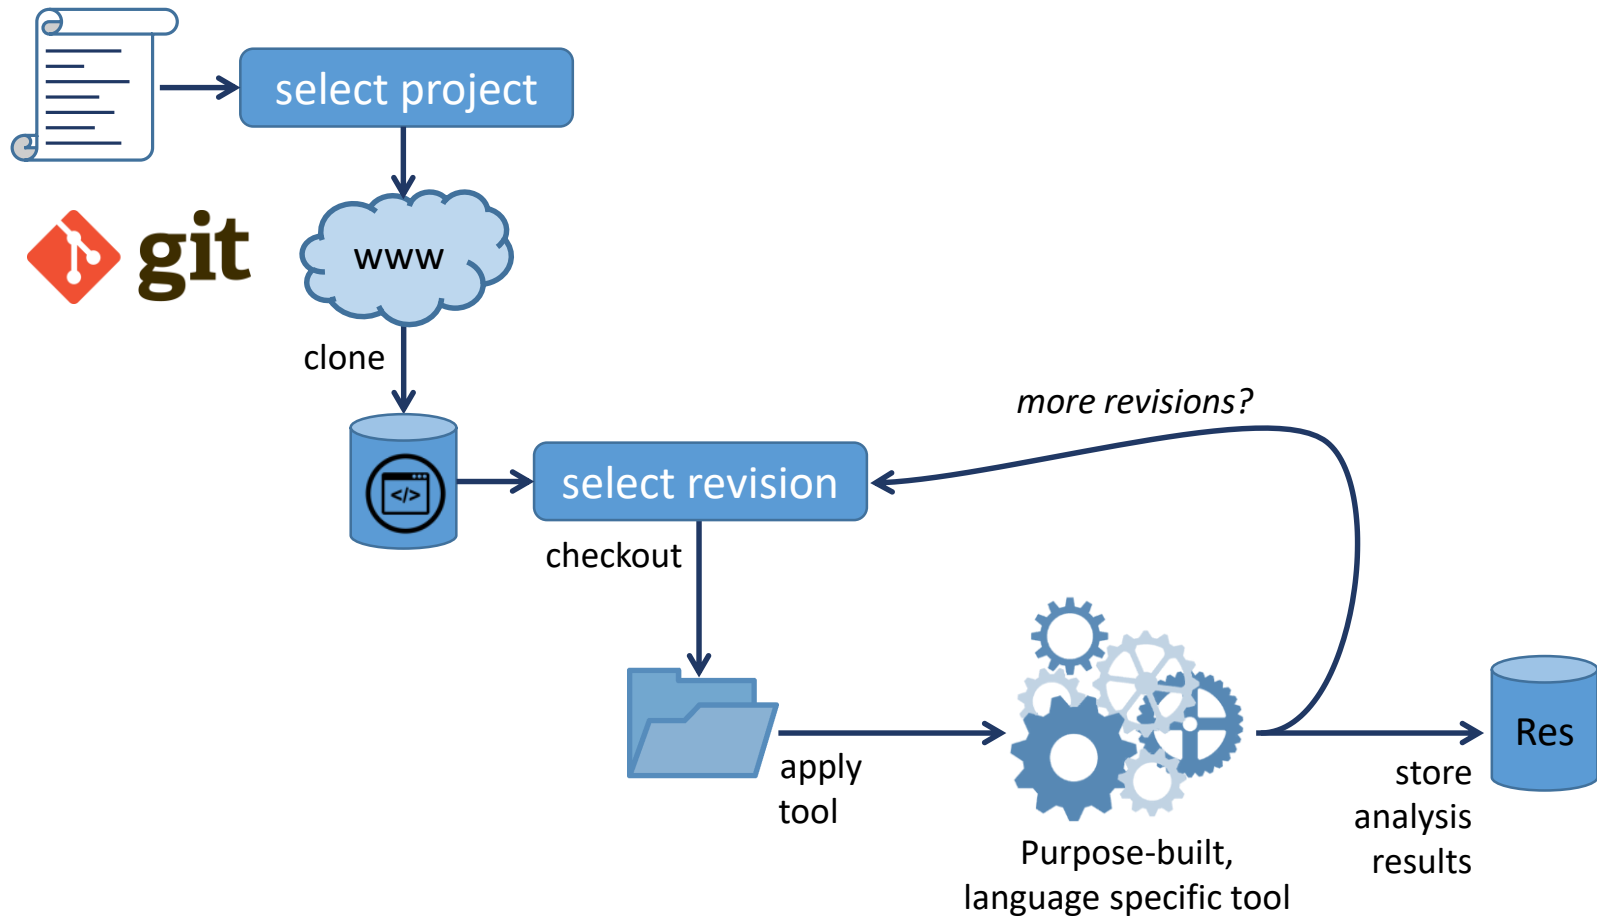 select project
git
www
clone
more revisions?
</>
select revision
checkout
Res
apply
tool
store
analysis
results
Purpose-built,
language specific tool